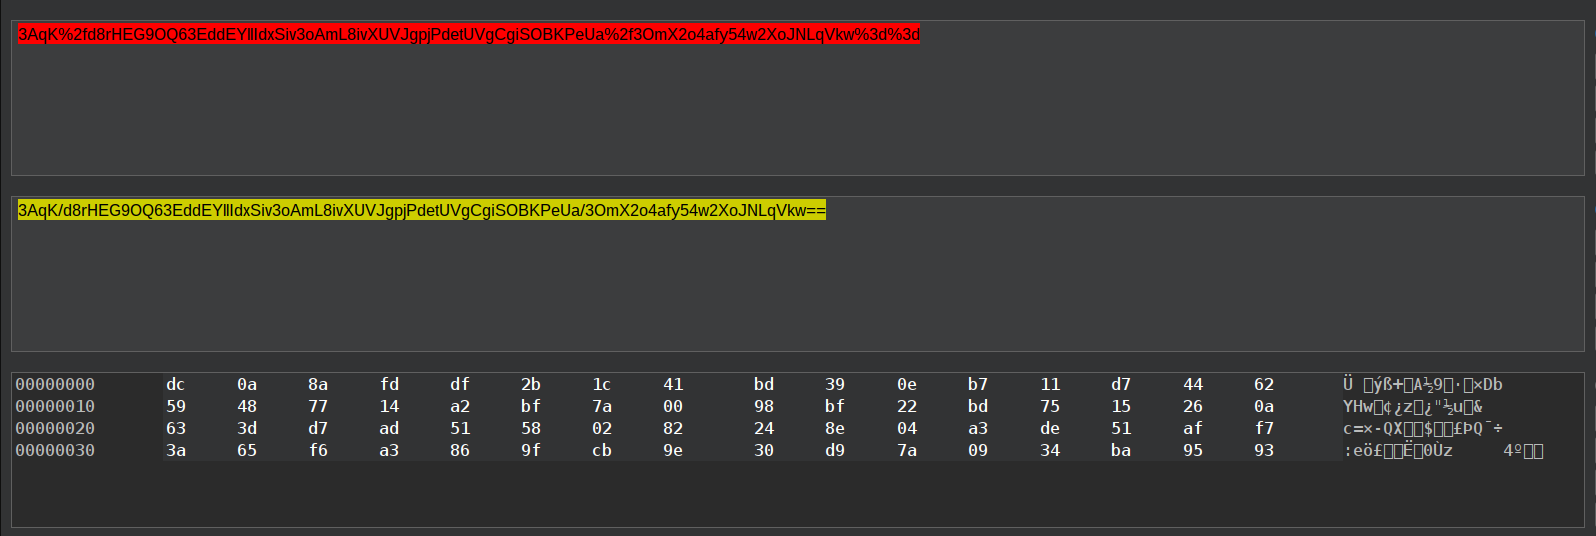 3AqK%2fd8rHEG9OQ63EddEYllIdxSiv3oAmL8ivXUVJgpjPdetUVgCgiSOBKPeUa%2f3OmX2o4afy54w2XoJNLqVkw%3d%3d
3AqK/d8rHEG9OQ63EddEYllIdxSiv3oAmL8ivXUVJgpjPdetUVgCgiSOBKPeUa/3OmX2o4afy54w2XoJNLqVkw==
00000000 dc 0a 8a fd df 2b 1c 41 bd 39 0e b7 11 d7 44 62 Ü □ýß+□A½9□·□×Db
00000010 59 48 77 14 a2 bf 7a 00 98 bf 22 bd 75 15 26 0a YHw□¢¿z□¿"½u□&
00000020 63 3d d7 ad 51 58 02 82 24 8e 04 a3 de 51 af f7 c=×-QX□□$□□£ÞQ¯÷
00000030 3a 65 f6 a3 86 9f cb 9e 30 d9 7a 09 34 ba 95 93 :eö£□□Ë□0Ùz 4º□□